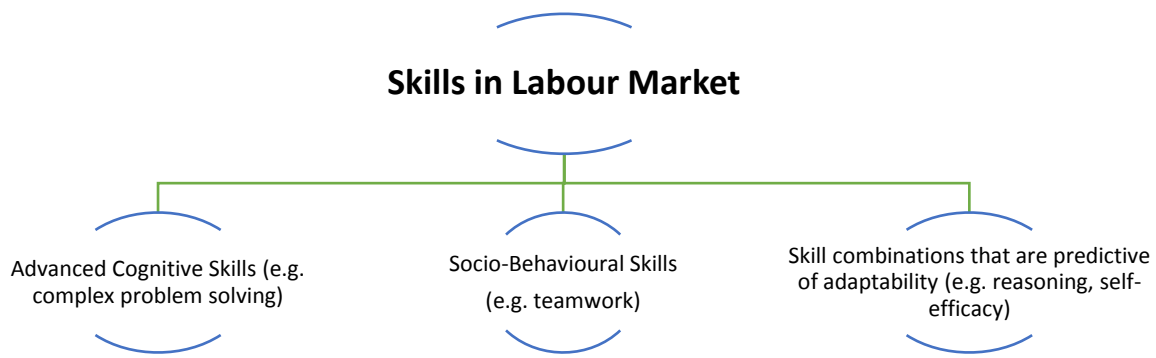 Skills in Labour Market
Advanced Cognitive Skills (e.g.
complex problem solving)
Socio-Behavioural Skills
(e.g. teamwork)
Skill combinations that are predictive
of adaptability (e.g. reasoning, self-
efficacy)